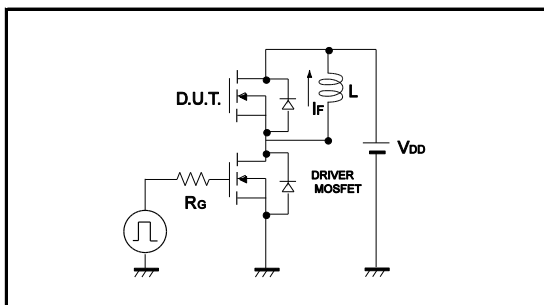 D.U.T.
IF
L
VDD
DRIVER
MOSFET
RG